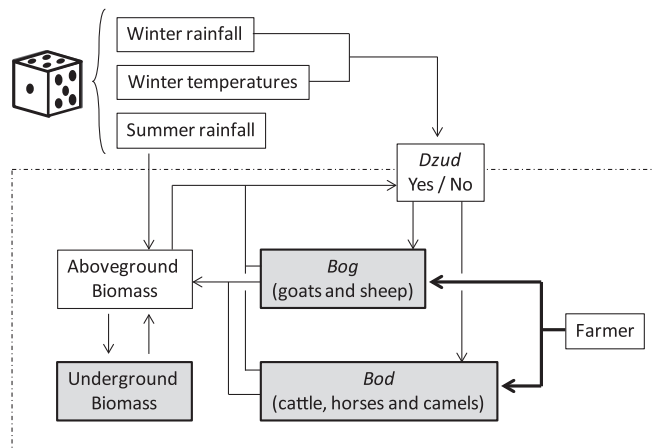 Winter rainfall
Winter temperatures
Summer rainfall
Dzud
Yes / No
Aboveground
Biomass
Bog
(goats and sheep)
Farmer
Underground
Biomass
Bod
(cattle, horses and camels)